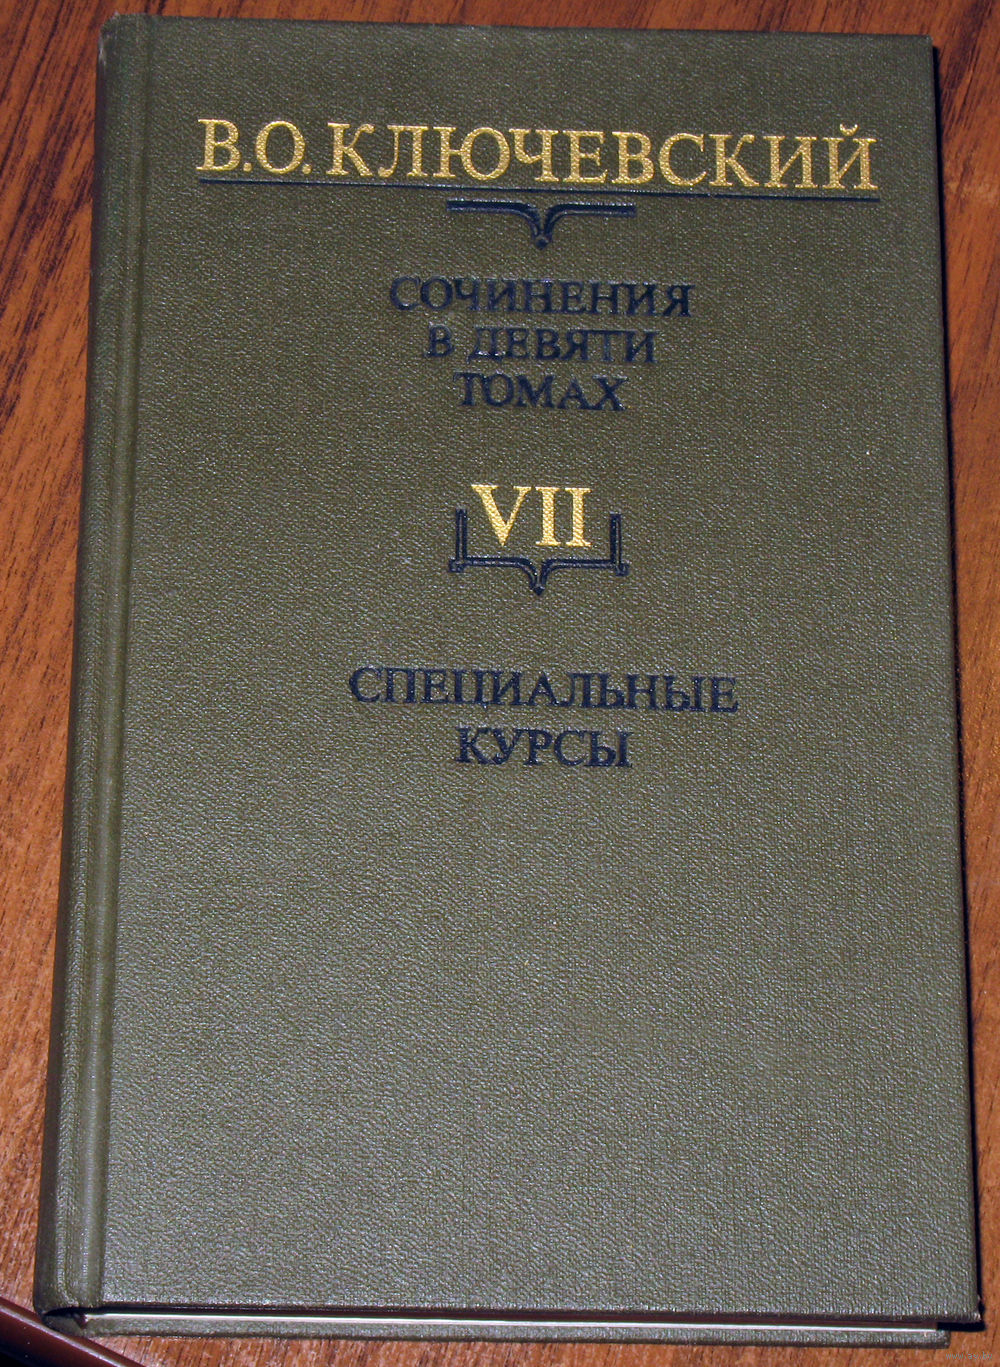 В.О. КЛЮЧЕВСКИЙ
СОЧИНЕНИЯ
В ДЕВЯТИ
ТОМАХ
VII
СПЕЦИАЛЬНЫЕ
КУРСЫ